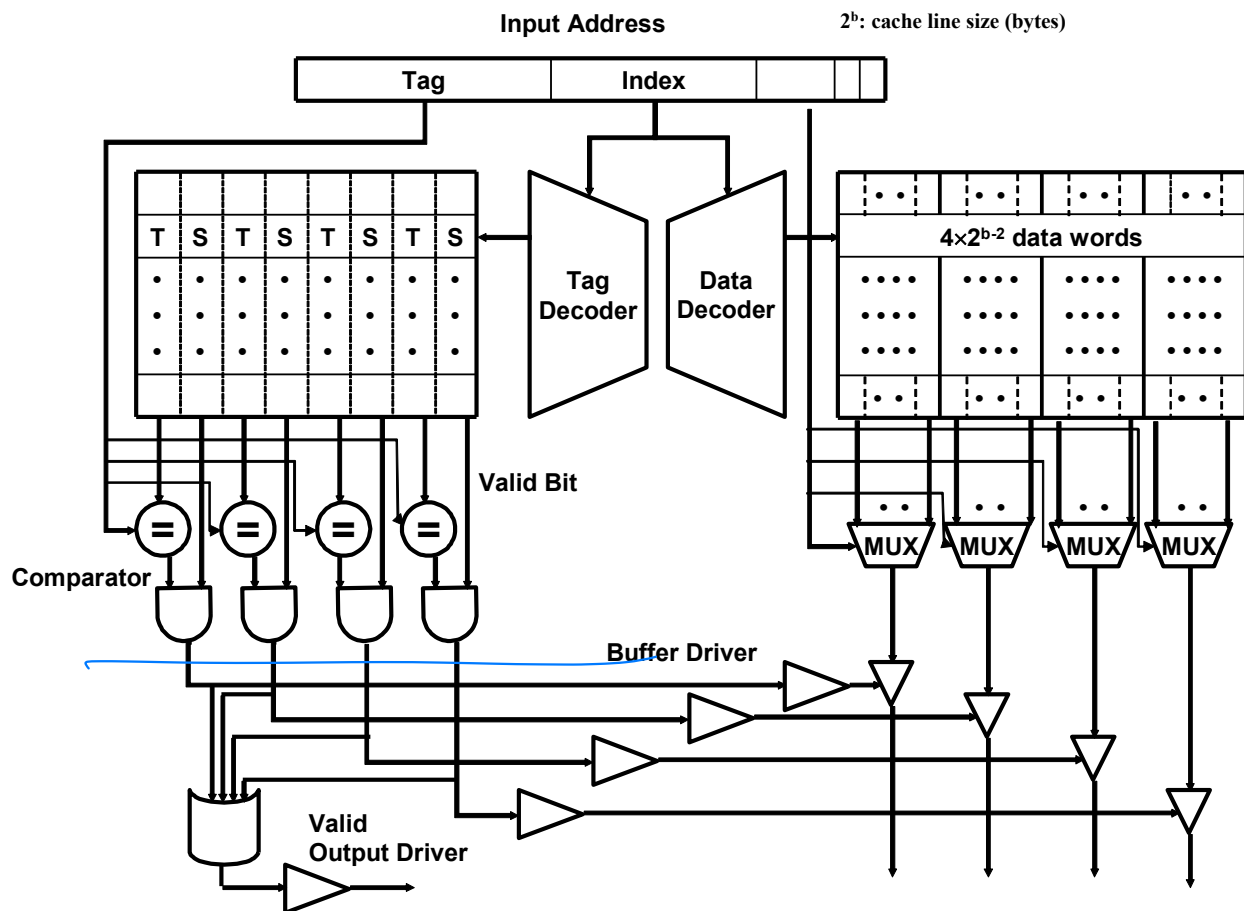 Input Address
2ᵇ: cache line size (bytes)
Tag Index
T S T S T S T S
Tag Decoder
Data Decoder
4×2ᵇ⁻² data words
Valid Bit
= = = =
MUX MUX MUX MUX
Comparator
Buffer Driver
Valid
Output Driver